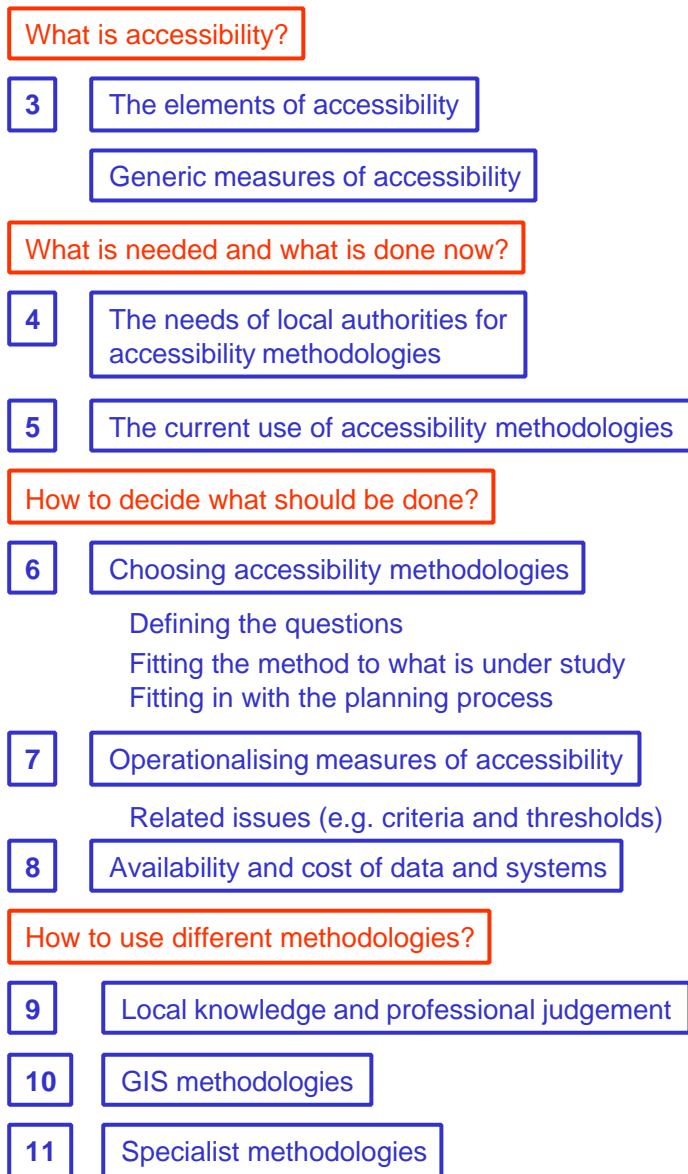 What is accessibility?
3 The elements of accessibility
Generic measures of accessibility
What is needed and what is done now?
4 The needs of local authorities for
accessibility methodologies
5 The current use of accessibility methodologies
How to decide what should be done?
6 Choosing accessibility methodologies
Defining the questions
Fitting the method to what is under study
Fitting in with the planning process
7 Operationalising measures of accessibility
Related issues (e.g. criteria and thresholds)
8 Availability and cost of data and systems
How to use different methodologies?
9 Local knowledge and professional judgement
10 GIS methodologies
11 Specialist methodologies